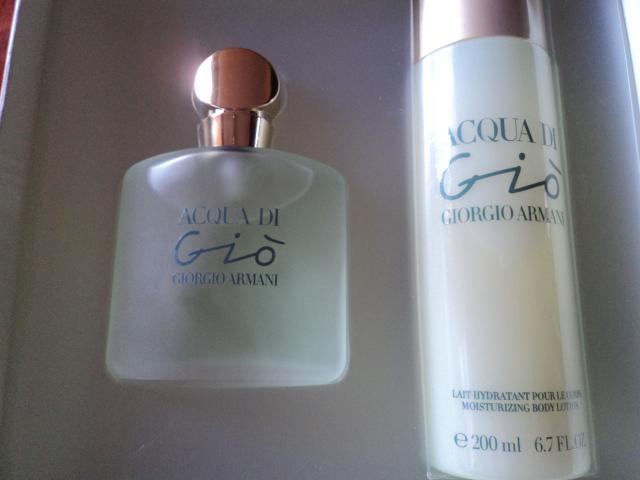 ACQUA DI
Giò
GIORGIO ARMANI
ACQUA DI
Giò
GIORGIO ARMANI
LAIT HYDRATANT POUR LE CORPS
MOISTURIZING BODY LOTION
e 200 ml 6.7 FL.OZ